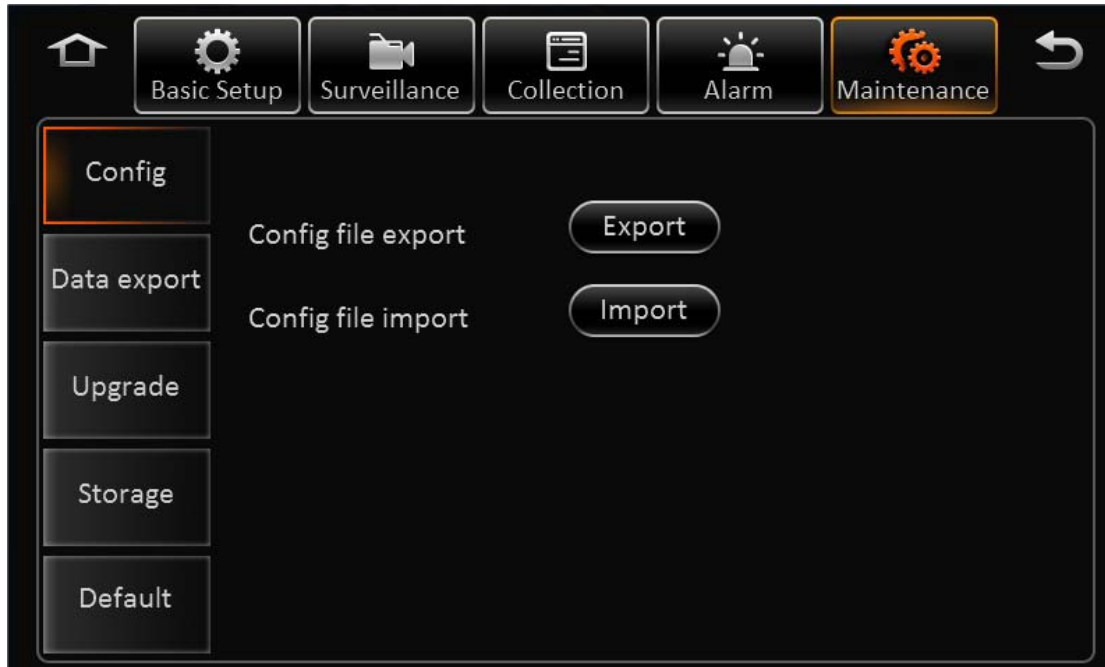 Basic Setup
Surveillance
Collection
Alarm
Maintenance
Config
Data export
Upgrade
Storage
Default
Config file export
Export
Config file import
Import